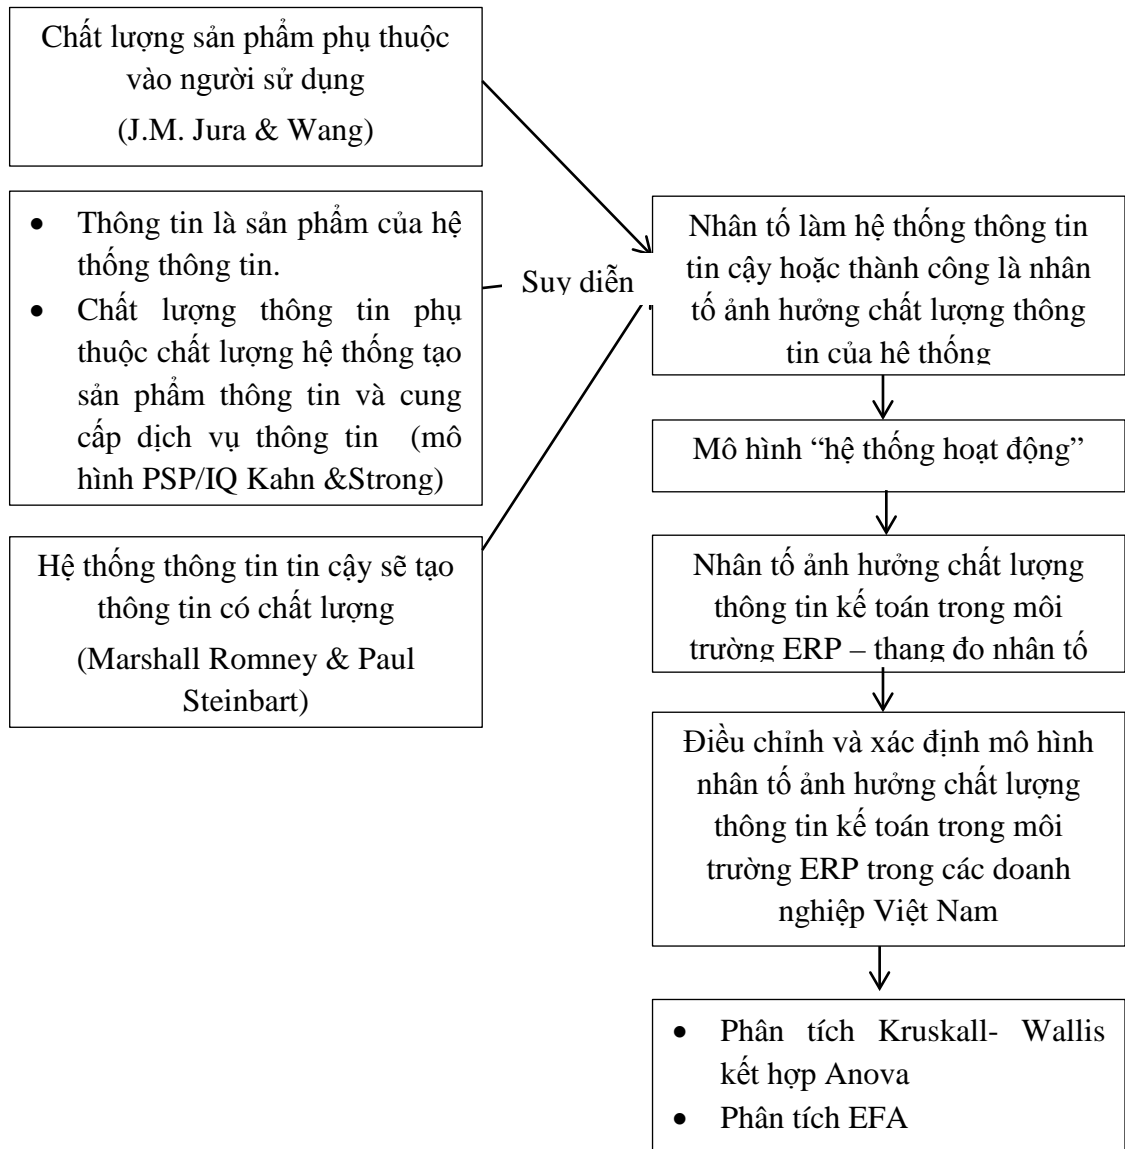 Chất lượng sản phẩm phụ thuộc
vào người sử dụng
(J.M. Jura & Wang)
• Thông tin là sản phẩm của hệ
thống thông tin.
• Chất lượng thông tin phụ
thuộc chất lượng hệ thống tạo
sản phẩm thông tin và cung
cấp dịch vụ thông tin (mô
hình PSP/IQ Kahn &Strong)
Hệ thống thông tin tin cậy sẽ tạo
thông tin có chất lượng
(Marshall Romney & Paul
Steinbart)
Suy diễn
Nhân tố làm hệ thống thông tin
tin cậy hoặc thành công là nhân
tố ảnh hưởng chất lượng thông
tin của hê thống
Mô hình “hệ thống hoạt động”
Nhân tố ảnh hưởng chất lượng
thông tin kế toán trong môi
trường ERP – thang đo nhân tố
Điều chỉnh và xác định mô hình
nhân tố ảnh hưởng chất lượng
thông tin kế toán trong môi
trường ERP trong các doanh
nghiệp Việt Nam
• Phân tích Kruskall- Wallis
kết hợp Anova
• Phân tích EFA